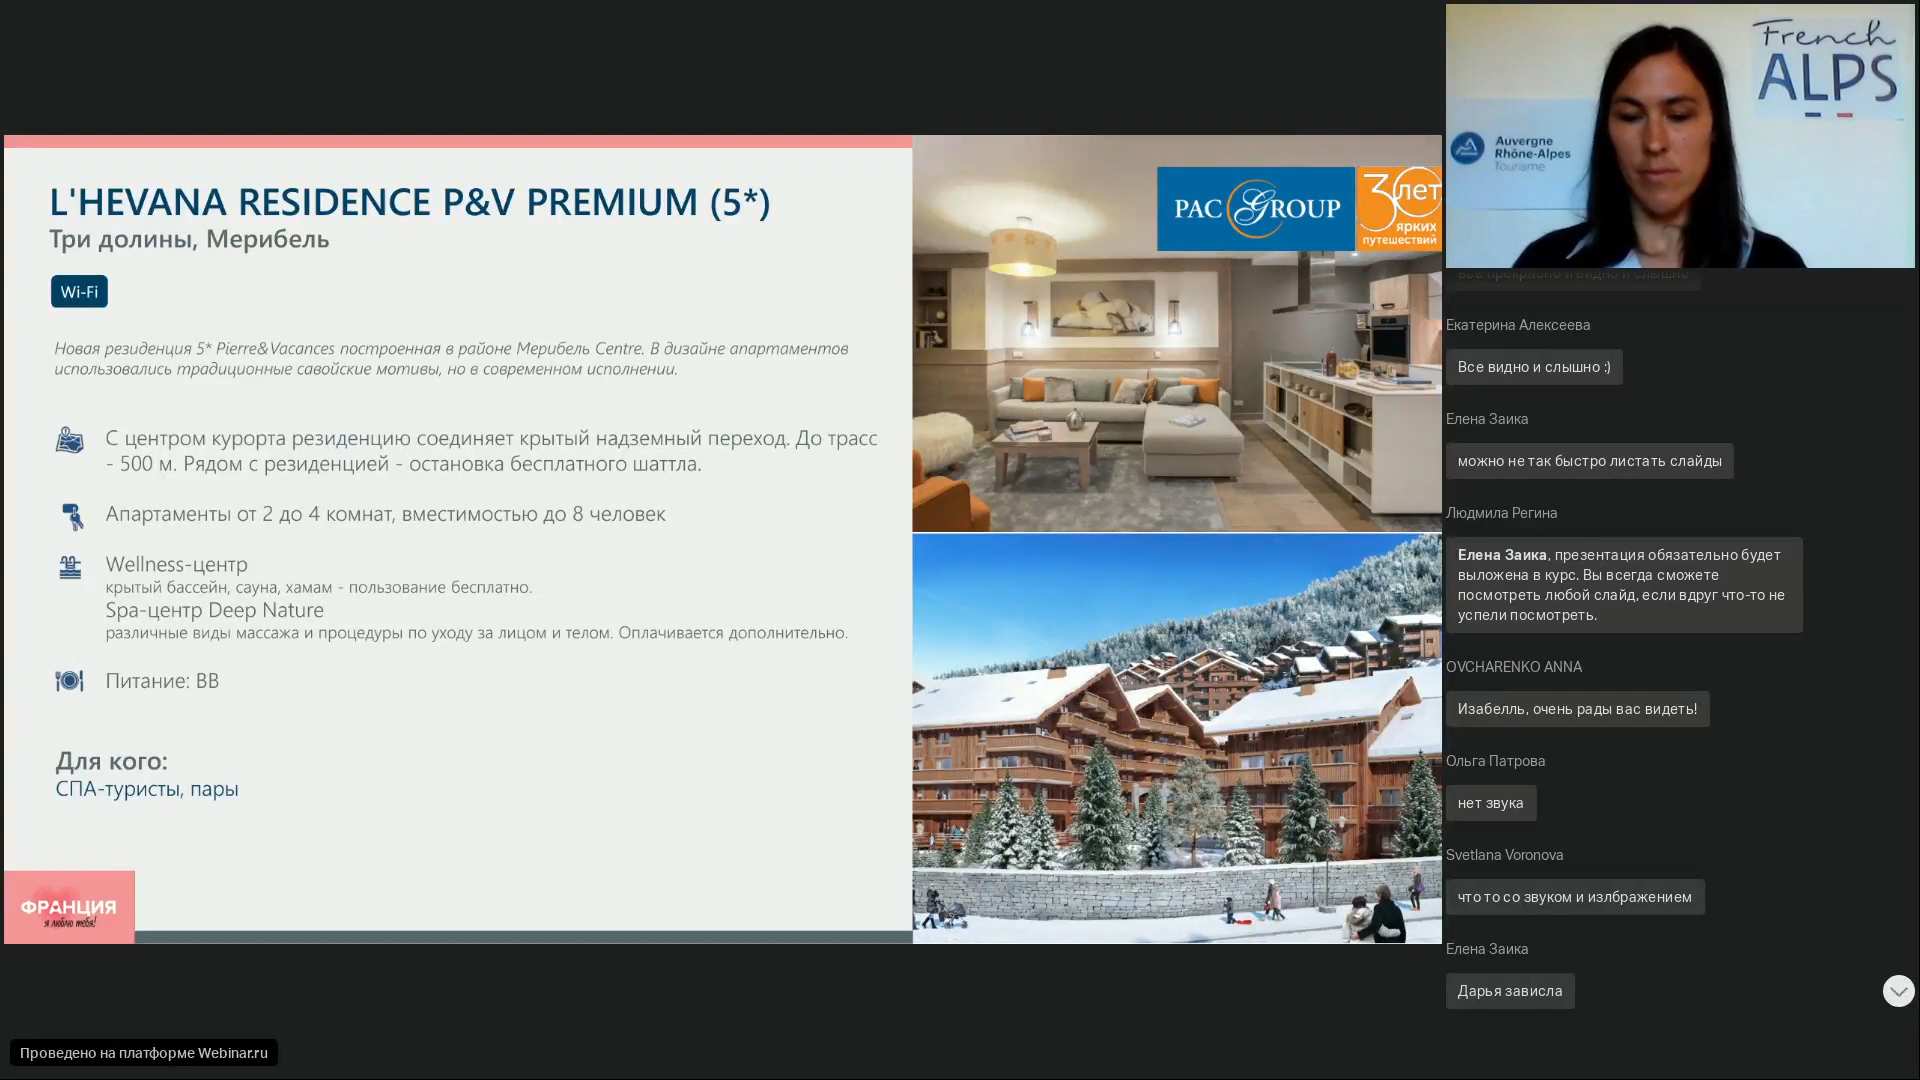 L'HEVANA RESIDENCE P&V PREMIUM (5*)
Три долины, Мерибель
Wi-Fi
Новая резиденция 5* Pierre&Vacances построенная в районе Мерибель Centre. В дизайне апартаментов
использовались традиционные савойские мотивы, но в современном исполнении.
С центром курорта резиденцию соединяет крытый надземный переход. До трасс
- 500 м. Рядом с резиденцией - остановка бесплатного шаттла.
Апартаменты от 2 до 4 комнат, вместимостью до 8 человек
Wellness-центр
крытый бассейн, сауна, хамам - пользование бесплатно.
Spa-центр Deep Nature
различные виды массажа и процедуры по уходу за лицом и телом. Оплачивается дополнительно.
Питание: BB
Для кого:
СПА-туристы, пары
ФРАНЦИЯ
я люблю тебя!
PAC GROUP
30 лет
ярких
путешествий
French
ALPS
Auvergne
Rhône-Alpes
Tourisme
все прекрасно и видно и слышно
Екатерина Алексеева
Все видно и слышно :)
Елена Заика
можно не так быстро листать слайды
Людмила Регина
Елена Заика, презентация обязательно будет
выложена в курс. Вы всегда сможете
посмотреть любой слайд, если вдруг что-то не
успели посмотреть.
OVCHARENKO ANNA
Изабелль, очень рады вас видеть!
Ольга Патрова
нет звука
Svetlana Voronova
что то со звуком и излбражением
Елена Заика
Дарья зависла
Проведено на платформе Webinar.ru